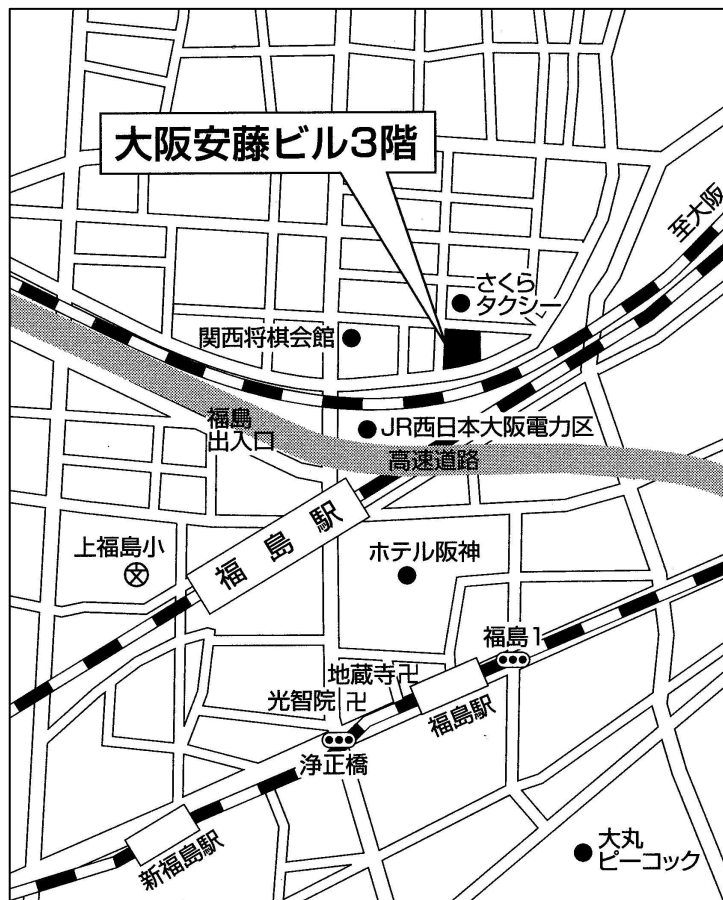 大阪安藤ビル3階
至大阪
さくら
タクシー
関西将棋会館
福島
出入口
JR西日本大阪電力区
高速道路
福島駅
上福島小
文
ホテル阪神
福島1
地蔵寺卍
光智院卍
福島駅
浄正橋
新福島駅
大丸
ピーコック